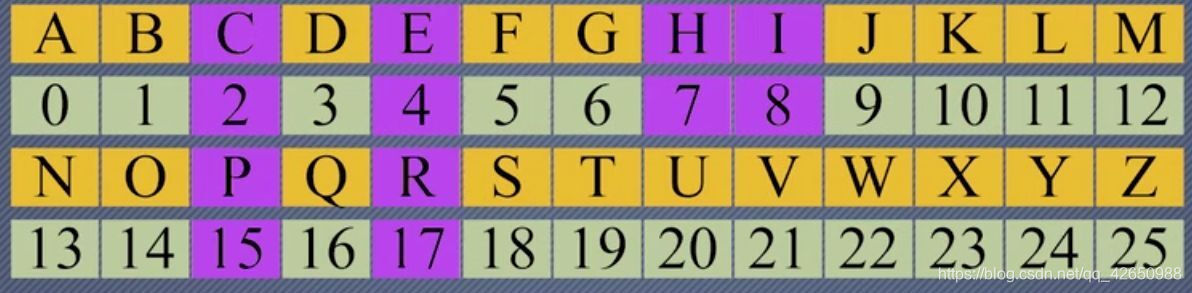 A B C D E F G H I J K L M
0 1 2 3 4 5 6 7 8 9 10 11 12
N O P Q R S T U V W X Y Z
13 14 15 16 17 18 19 20 21 22 23 24 25
https://blog.csdn.net/qq_42650988